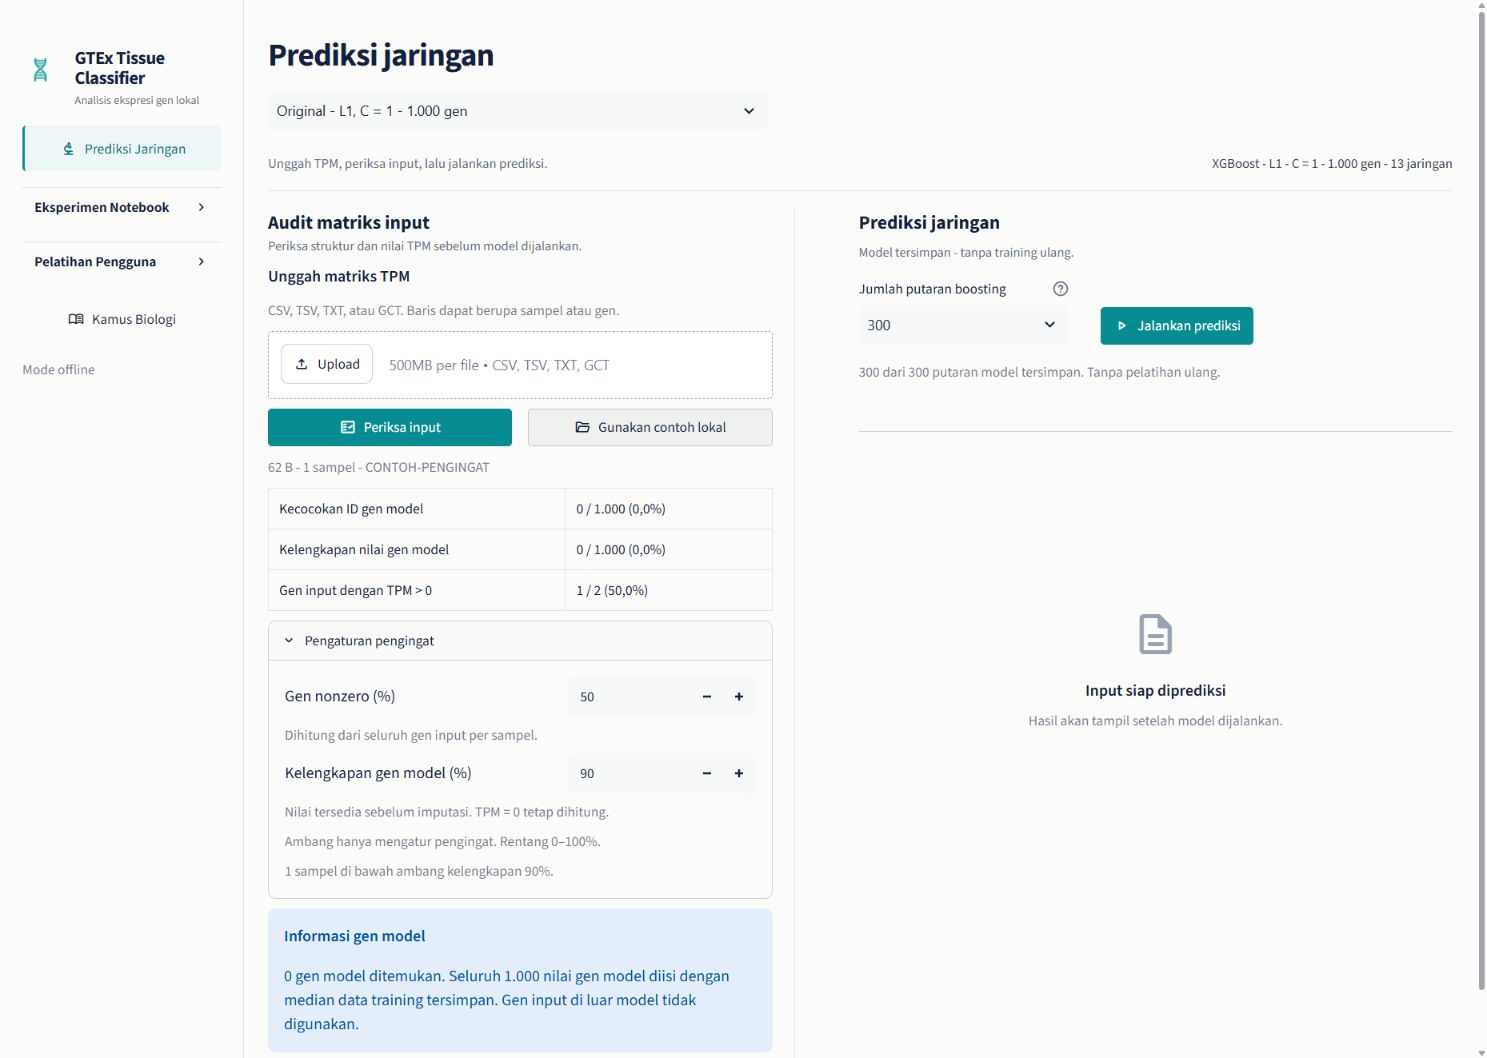 GTEx Tissue
Classifier
Analisis ekspresi gen lokal
Prediksi Jaringan
Eksperimen Notebook
Pelatihan Pengguna
Kamus Biologi
Mode offline
Prediksi jaringan
Original - L1, C = 1 - 1.000 gen
Unggah TPM, periksa input, lalu jalankan prediksi.
XGBoost - L1 - C = 1 - 1.000 gen - 13 jaringan
Audit matriks input
Periksa struktur dan nilai TPM sebelum model dijalankan.
Unggah matriks TPM
CSV, TSV, TXT, atau GCT. Baris dapat berupa sampel atau gen.
Upload 500MB per file • CSV, TSV, TXT, GCT
Periksa input
Gunakan contoh lokal
62 B - 1 sampel - CONTOH-PENGINGAT
Kecocokan ID gen model 0 / 1.000 (0,0%)
Kelengkapan nilai gen model 0 / 1.000 (0,0%)
Gen input dengan TPM > 0 1 / 2 (50,0%)
Pengaturan pengingat
Gen nonzero (%) 50 − +
Dihitung dari seluruh gen input per sampel.
Kelengkapan gen model (%) 90 − +
Nilai tersedia sebelum imputasi. TPM = 0 tetap dihitung.
Ambang hanya mengatur pengingat. Rentang 0–100%.
1 sampel di bawah ambang kelengkapan 90%.
Informasi gen model
0 gen model ditemukan. Seluruh 1.000 nilai gen model diisi dengan
median data training tersimpan. Gen input di luar model tidak
digunakan.
Prediksi jaringan
Model tersimpan - tanpa training ulang.
Jumlah putaran boosting ?
300
Jalankan prediksi
300 dari 300 putaran model tersimpan. Tanpa pelatihan ulang.
Input siap diprediksi
Hasil akan tampil setelah model dijalankan.